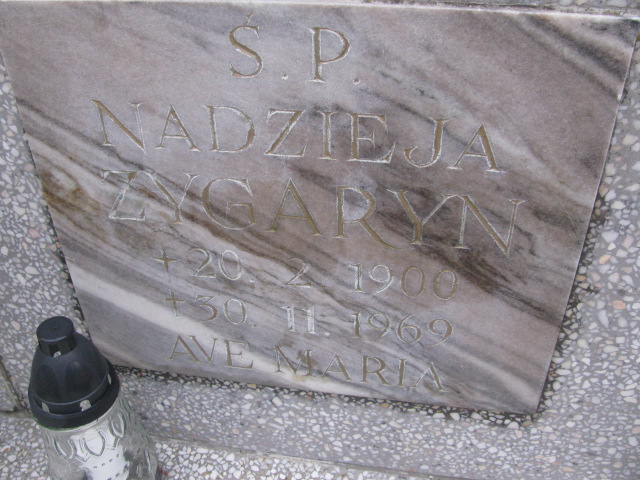 Ś.P.
NADZIEJA
ZYGARYN
+20.2 1900
+30.11.1969
AVE MARIA